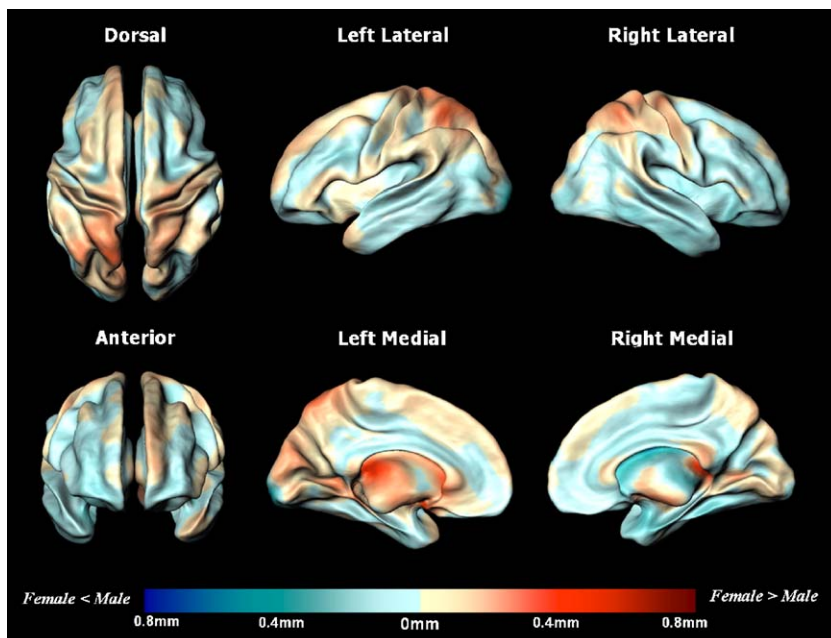 Dorsal
Left Lateral
Right Lateral
Anterior
Left Medial
Right Medial
Female < Male
Female > Male
0.8mm
0.4mm
0mm
0.4mm
0.8mm